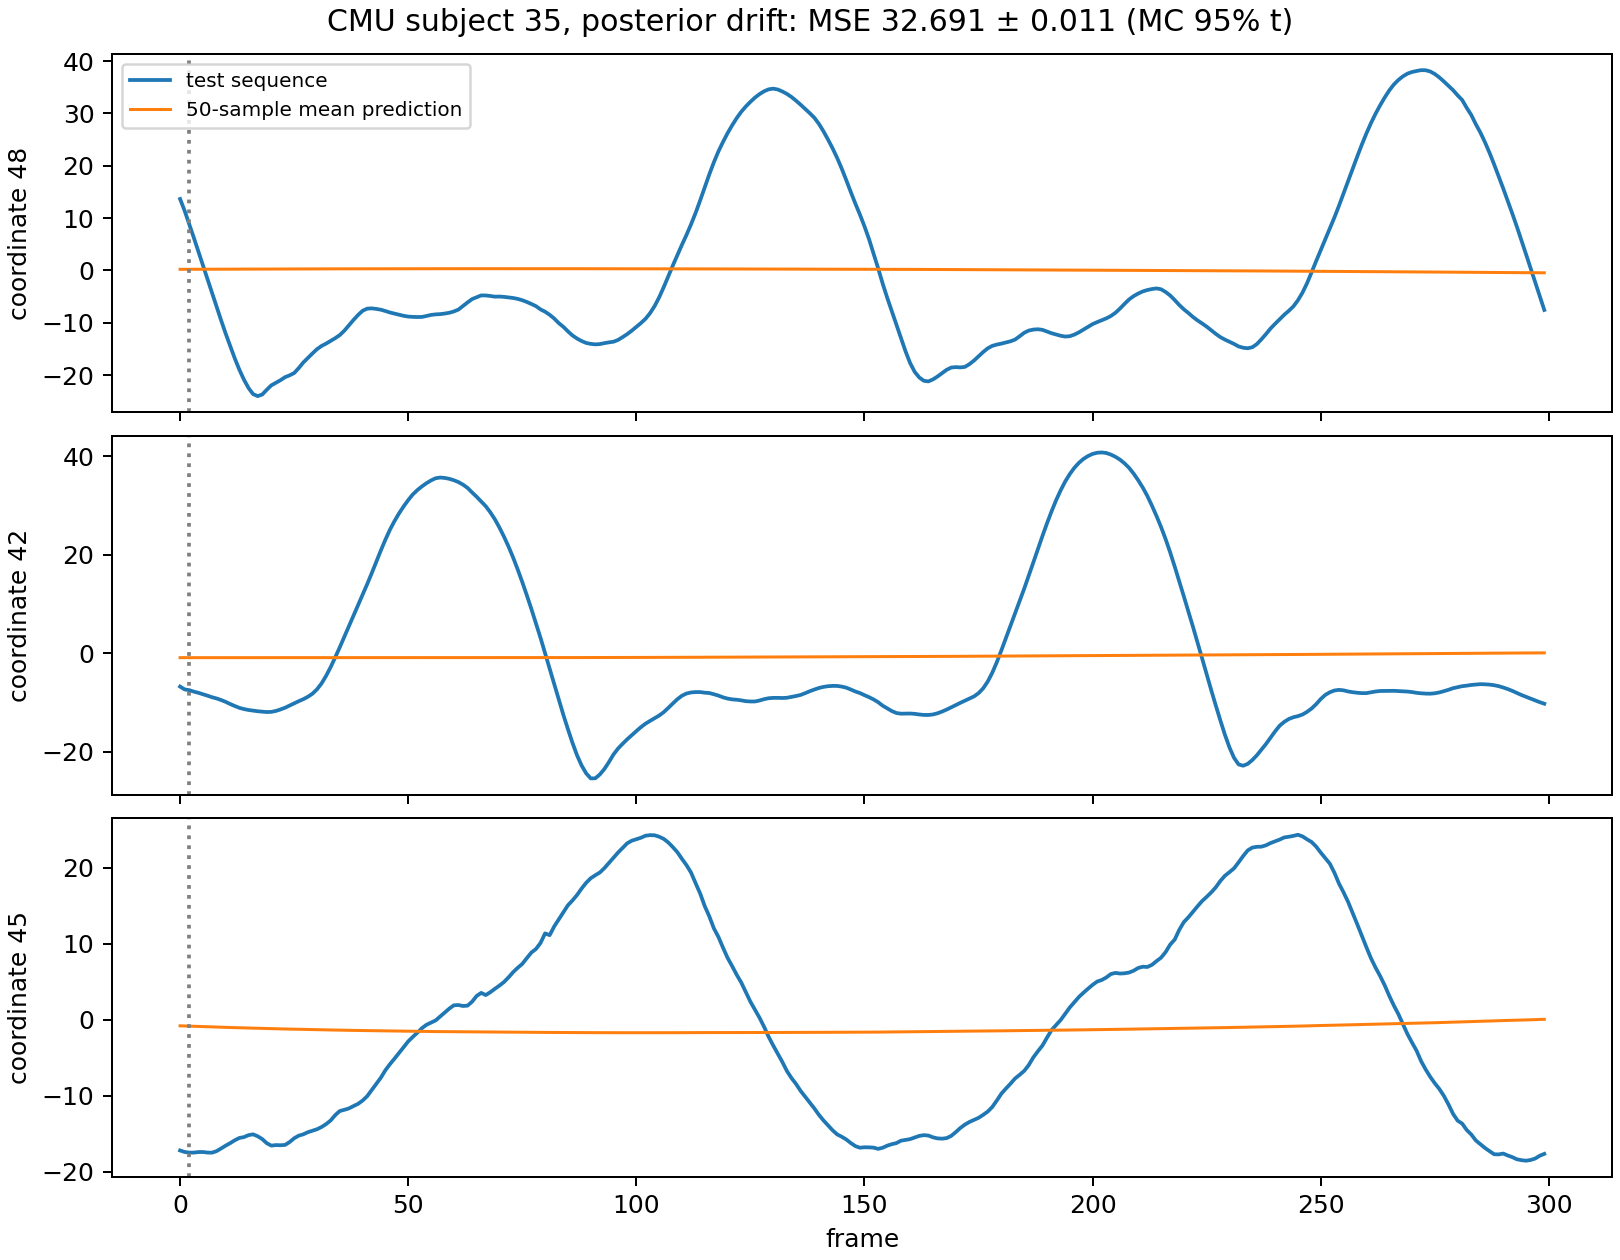 CMU subject 35, posterior drift: MSE 32.691 ± 0.011 (MC 95% t)
test sequence
50-sample mean prediction
coordinate 48
40
30
20
10
0
−10
−20
coordinate 42
40
20
0
−20
coordinate 45
20
10
0
−10
−20
0 50 100 150 200 250 300
frame